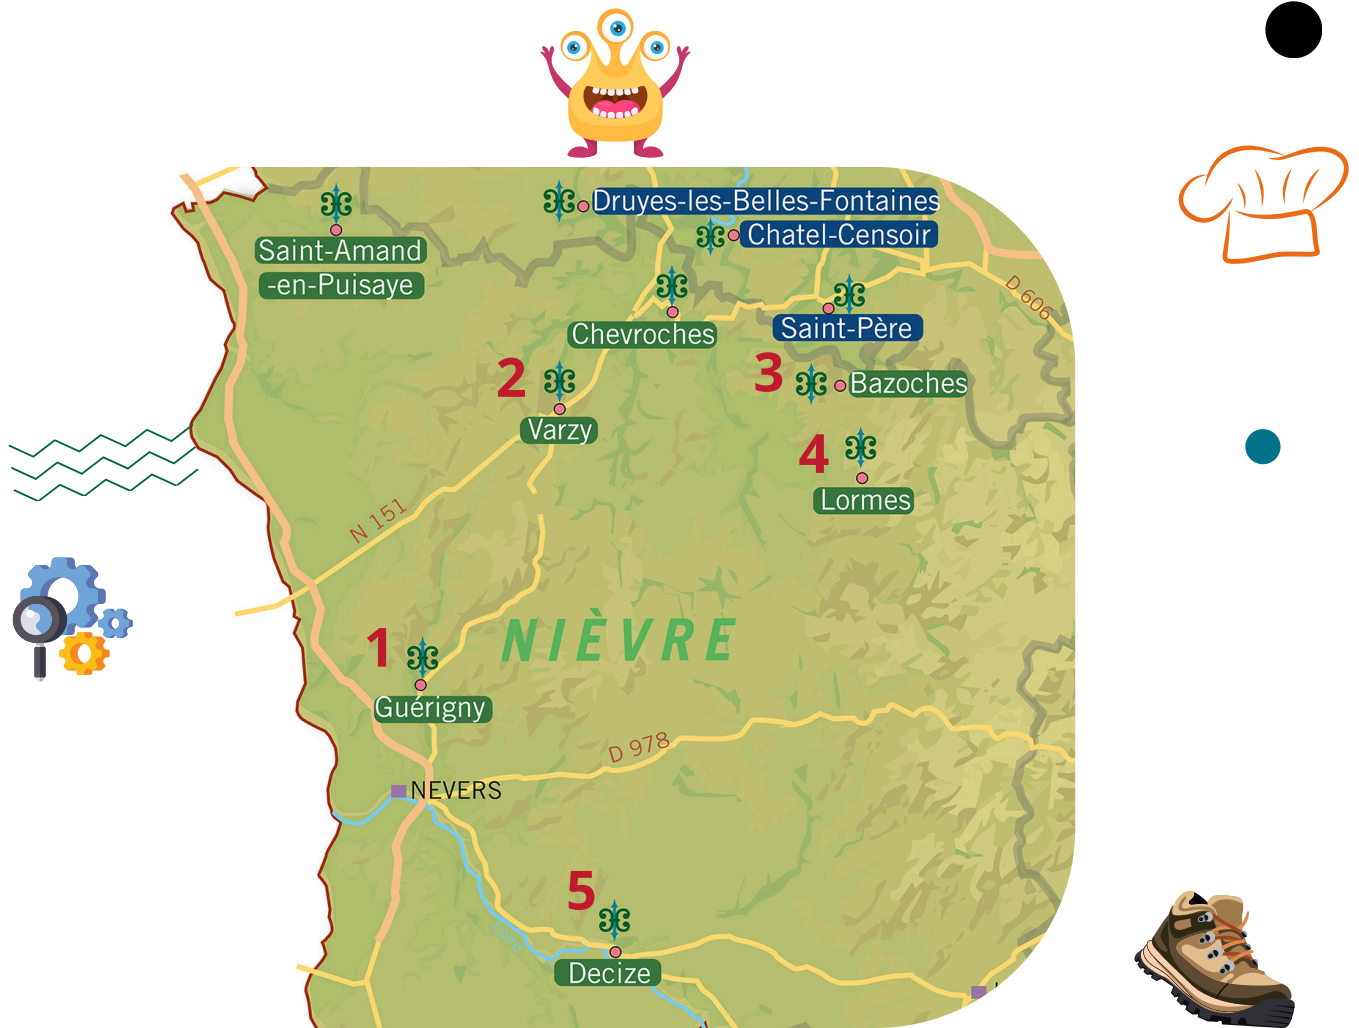 Druyes-les-Belles-Fontaines
Chatel-Censoir
Saint-Amand
-en-Puisaye
D 606
Chevroches
Saint-Père
2
3
Bazoches
Varzy
4
Lormes
N 151
NIÈVRE
1
Guérigny
D 978
NEVERS
5
Loire
Decize